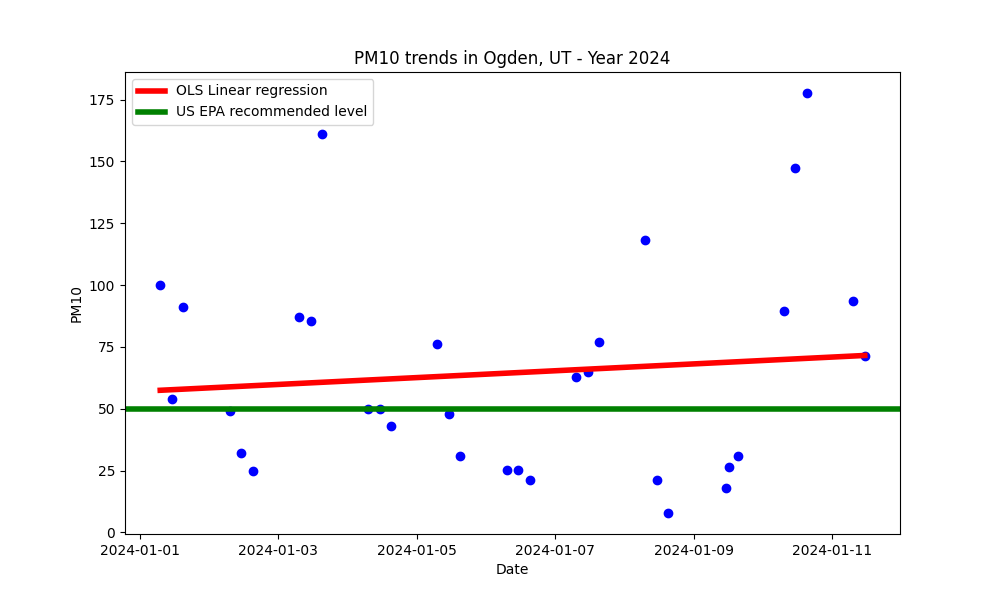 PM10 trends in Ogden, UT - Year 2024
OLS Linear regression
US EPA recommended level
175
150
125
100
75
50
25
0
PM10
2024-01-01
2024-01-03
2024-01-05
2024-01-07
2024-01-09
2024-01-11
Date